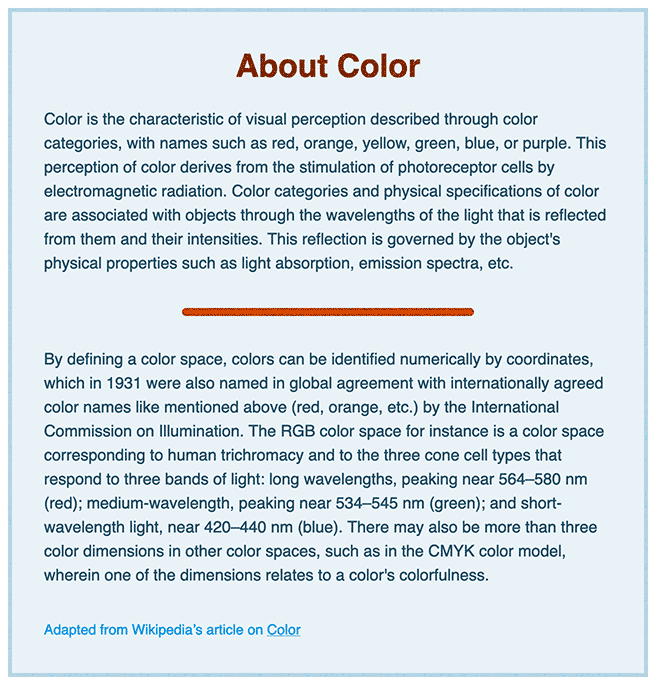 About Color
Color is the characteristic of visual perception described through color
categories, with names such as red, orange, yellow, green, blue, or purple. This
perception of color derives from the stimulation of photoreceptor cells by
electromagnetic radiation. Color categories and physical specifications of color
are associated with objects through the wavelengths of the light that is reflected
from them and their intensities. This reflection is governed by the object's
physical properties such as light absorption, emission spectra, etc.
By defining a color space, colors can be identified numerically by coordinates,
which in 1931 were also named in global agreement with internationally agreed
color names like mentioned above (red, orange, etc.) by the International
Commission on Illumination. The RGB color space for instance is a color space
corresponding to human trichromacy and to the three cone cell types that
respond to three bands of light: long wavelengths, peaking near 564–580 nm
(red); medium-wavelength, peaking near 534–545 nm (green); and short-
wavelength light, near 420–440 nm (blue). There may also be more than three
color dimensions in other color spaces, such as in the CMYK color model,
wherein one of the dimensions relates to a color's colorfulness.
Adapted from Wikipedia’s article on Color